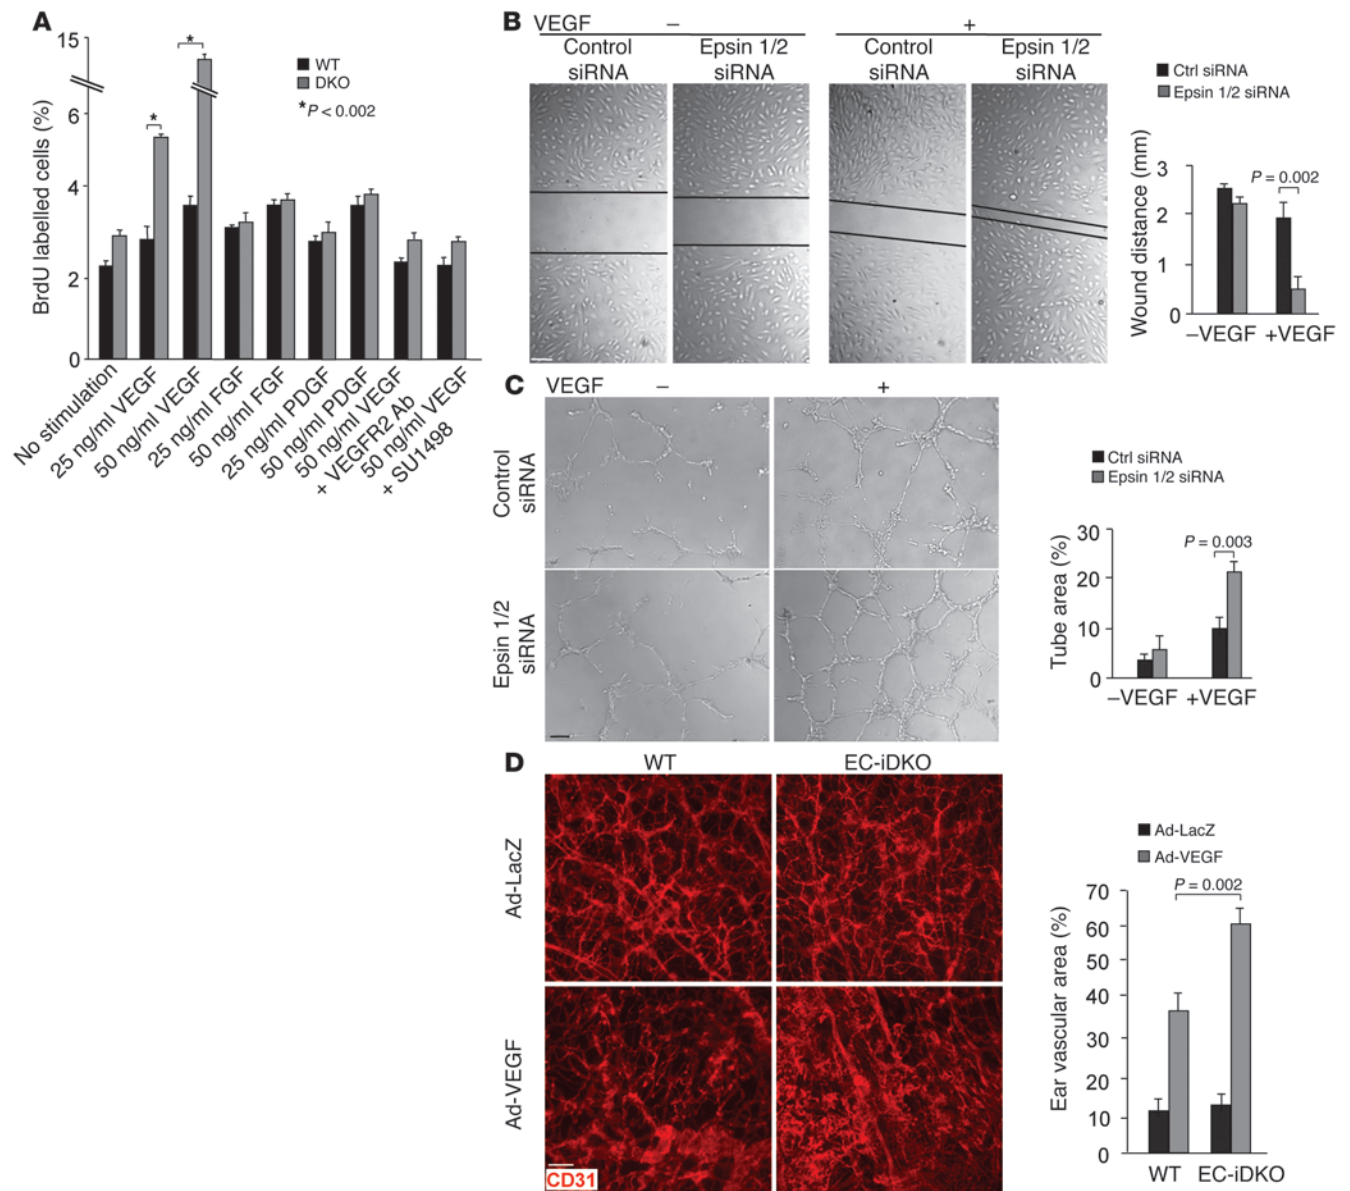 A
15
6
4
2
0
BrdU labelled cells (%)
WT
DKO
*P < 0.002
*
*
No stimulation
25 ng/ml VEGF
50 ng/ml VEGF
25 ng/ml FGF
50 ng/ml FGF
25 ng/ml PDGF
50 ng/ml PDGF
50 ng/ml VEGF
+ VEGFR2 Ab
50 ng/ml VEGF
+ SU1498
B
VEGF – +
Control
siRNA
Epsin 1/2
siRNA
Control
siRNA
Epsin 1/2
siRNA
Ctrl siRNA
Epsin 1/2 siRNA
Wound distance (mm)
3
2
1
0
P = 0.002
–VEGF +VEGF
C
VEGF – +
Control
siRNA
Epsin 1/2
siRNA
Ctrl siRNA
Epsin 1/2 siRNA
Tube area (%)
30
20
10
0
P = 0.003
–VEGF +VEGF
D
WT EC-iDKO
Ad-LacZ
Ad-VEGF
CD31
Ad-LacZ
Ad-VEGF
Ear vascular area (%)
70
60
50
40
30
20
10
0
P = 0.002
WT EC-iDKO